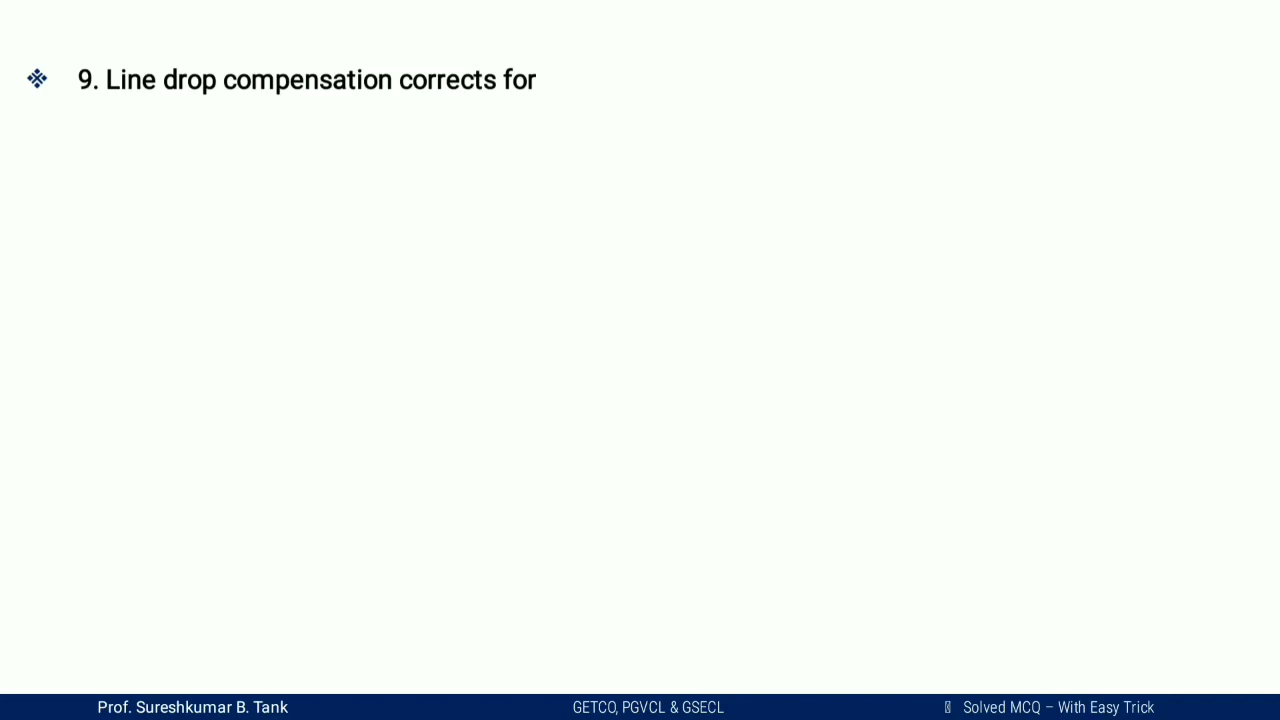 ❖ 9. Line drop compensation corrects for
Prof. Sureshkumar B. Tank GETCO, PGVCL & GSECL Solved MCQ – With Easy Trick